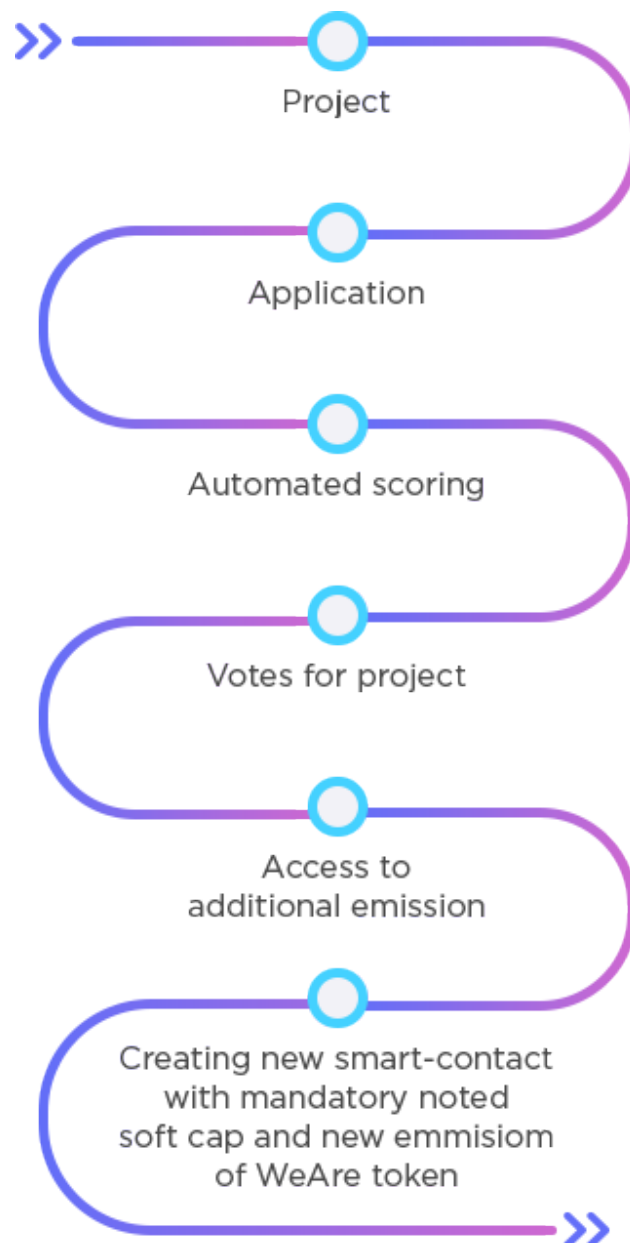 Project
Application
Automated scoring
Votes for project
Access to
additional emission
Creating new smart-contact
with mandatory noted
soft cap and new emmisiom
of WeAre token